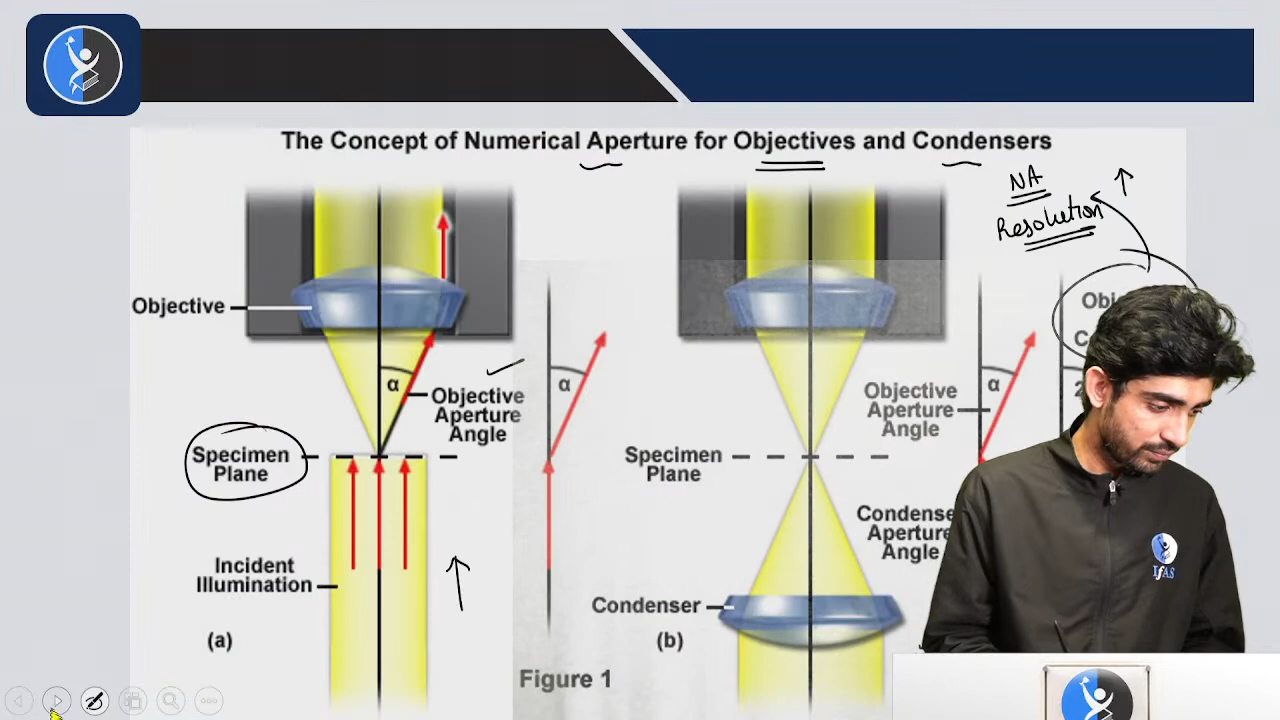 The Concept of Numerical Aperture for Objectives and Condensers
NA
Resolution
Objective
α
Objective
Aperture
Angle
α
Specimen
Plane
Incident
Illumination
(a)
Objective
Aperture
Angle
α
Specimen
Plane
Aperture
Angle
Condenser
(b)
Figure 1
IFAS